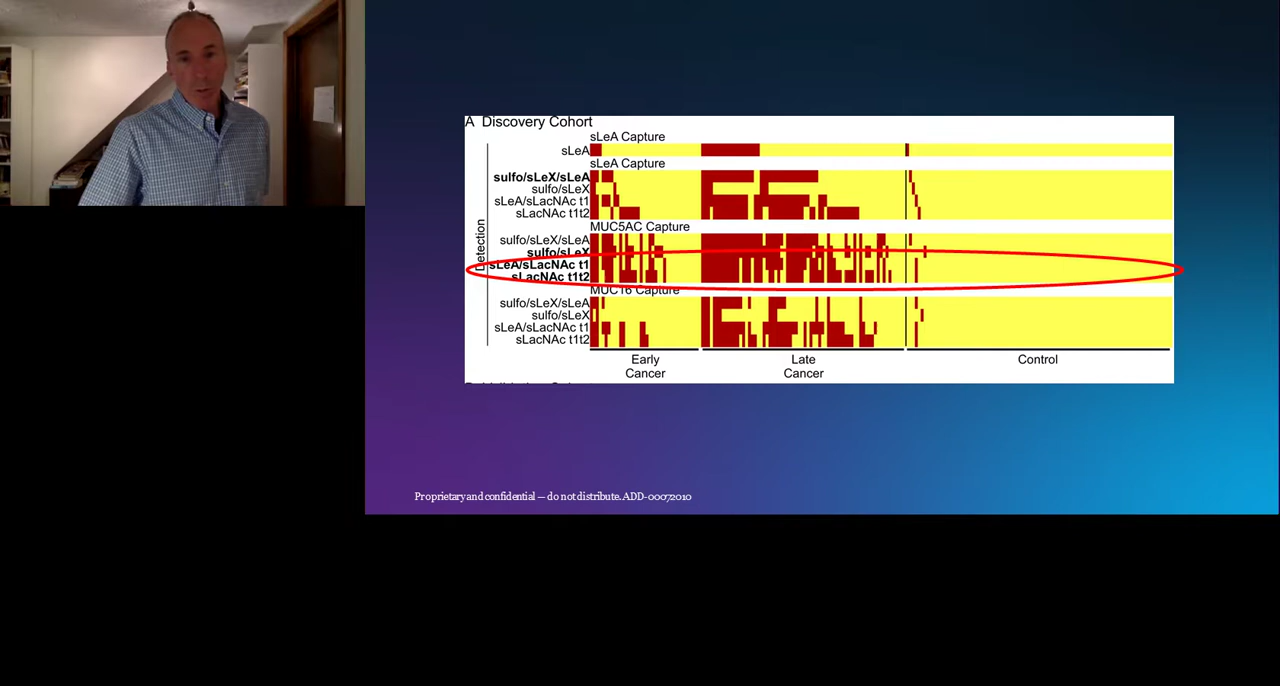 A Discovery Cohort
sLeA Capture
sLeA
sLeA Capture
sulfo/sLeX/sLeA
sulfo/sLeX
sLeA/sLacNAc t1
sLacNAc t1t2
MUC5AC Capture
sulfo/sLeX/sLeA
sulfo/sLeX
sLeA/sLacNAc t1
sLacNAc t1t2
MUC16 Capture
sulfo/sLeX/sLeA
sulfo/sLeX
sLeA/sLacNAc t1
sLacNAc t1t2
Detection
Early
Cancer
Late
Cancer
Control
Proprietary and confidential — do not distribute. ADD-00072010